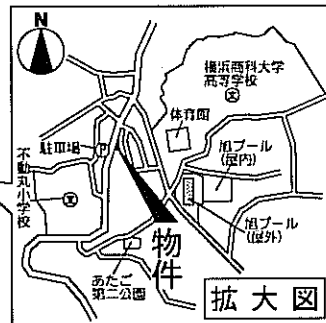 N
横浜商科大学
高等学校
体育館
駐車場
P
旭プール
(屋内)
不動丸小学校
旭プール
(屋外)
物件
あたご
第二公園
拡大図